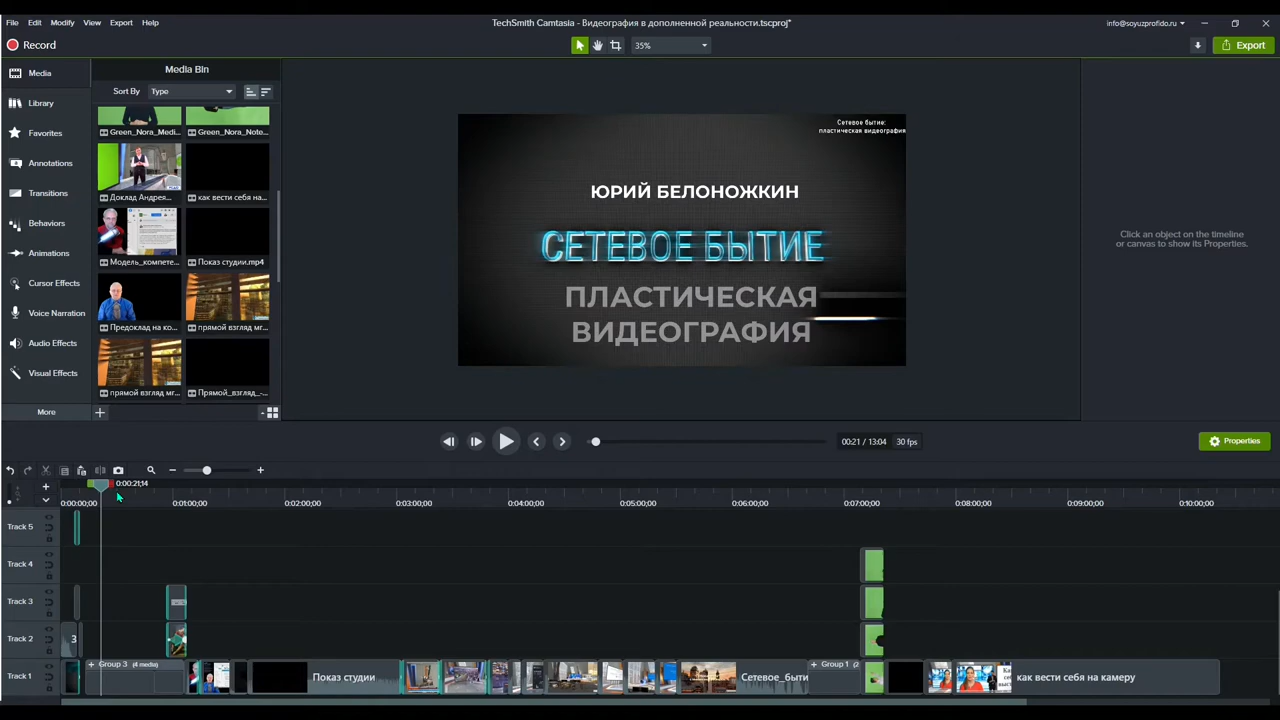 File Edit Modify View Export Help
TechSmith Camtasia - Видеография в дополненной реальности.tscproj*
info@soyuzprofido.ru
Record
35%
Export
Media
Library
Favorites
Annotations
Transitions
Behaviors
Animations
Cursor Effects
Voice Narration
Audio Effects
Visual Effects
More
Media Bin
Sort By Type
Green_Nora_Medi... Green_Nora_Note...
Доклад Андрея... как вести себя на...
Модель_компете... Показ студии.mp4
Предоклад на ко... прямой взгляд мг...
прямой взгляд мг... Прямой_взгляд_-...
Сетевое бытие:
пластическая видеография
ЮРИЙ БЕЛОНОЖКИН
СЕТЕВОЕ БЫТИЕ
ПЛАСТИЧЕСКАЯ
ВИДЕОГРАФИЯ
Click an object on the timeline
or canvas to show its Properties.
00:21 / 13:04 30 fps
Properties
0:00:21;14
0:00:00;00 0:01:00;00 0:02:00;00 0:03:00;00 0:04:00;00 0:05:00;00 0:06:00;00 0:07:00;00 0:08:00;00 0:09:00;00 0:10:00;00
Track 5
Track 4
Track 3
Track 2
3
Track 1
+ Group 3 (4 media)
Показ студии
Сетевое_быти
+ Group 1 (2
как вести себя на камеру